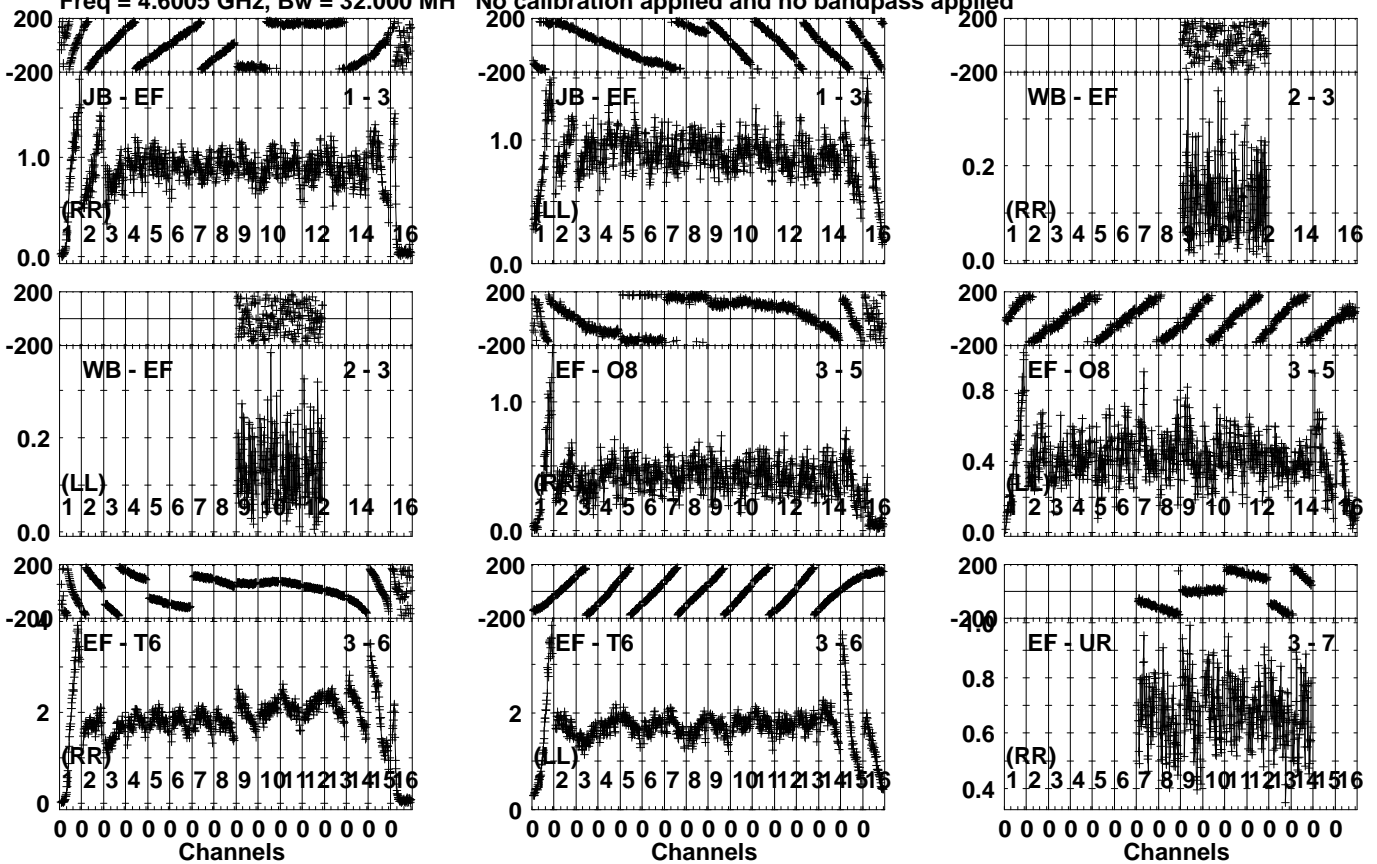 Freq = 4.6005 GHz, Bw = 32.000 MH   No calibration applied and no bandpass applied
200
-200
JB - EF 1 - 3
1.0
(RR)
1 2 3 4 5 6 7 8 9 10 12 14 16
0.0
200
-200
JB - EF 1 - 3
1.0
(LL)
1 2 3 4 5 6 7 8 9 10 12 14 16
0.0
200
-200
WB - EF 2 - 3
0.2
(RR)
1 2 3 4 5 6 7 8 9 10 12 14 16
0.0
200
-200
WB - EF 2 - 3
0.2
(LL)
1 2 3 4 5 6 7 8 9 10 12 14 16
0.0
200
-200
EF - O8 3 - 5
1.0
(RR)
1 2 3 4 5 6 7 8 9 10 12 14 16
0.0
200
-200
EF - O8 3 - 5
0.8
0.4
(LL)
1 2 3 4 5 6 7 8 9 10 12 14 16
0.0
200
-200
4
EF - T6 3 - 6
2
(RR)
1 2 3 4 5 6 7 8 9 10 11 12 13 14 15 16
0
0 0 0 0 0 0 0 0 0 0 0 0 0 0 0 0
Channels
200
-200
EF - T6 3 - 6
2
(LL)
1 2 3 4 5 6 7 8 9 10 11 12 13 14 15 16
0
0 0 0 0 0 0 0 0 0 0 0 0 0 0 0 0
Channels
200
-200
1.0
EF - UR 3 - 7
0.8
0.6
(RR)
1 2 3 4 5 6 7 8 9 10 11 12 13 14 15 16
0.4
0 0 0 0 0 0 0 0 0 0 0 0 0 0 0 0
Channels